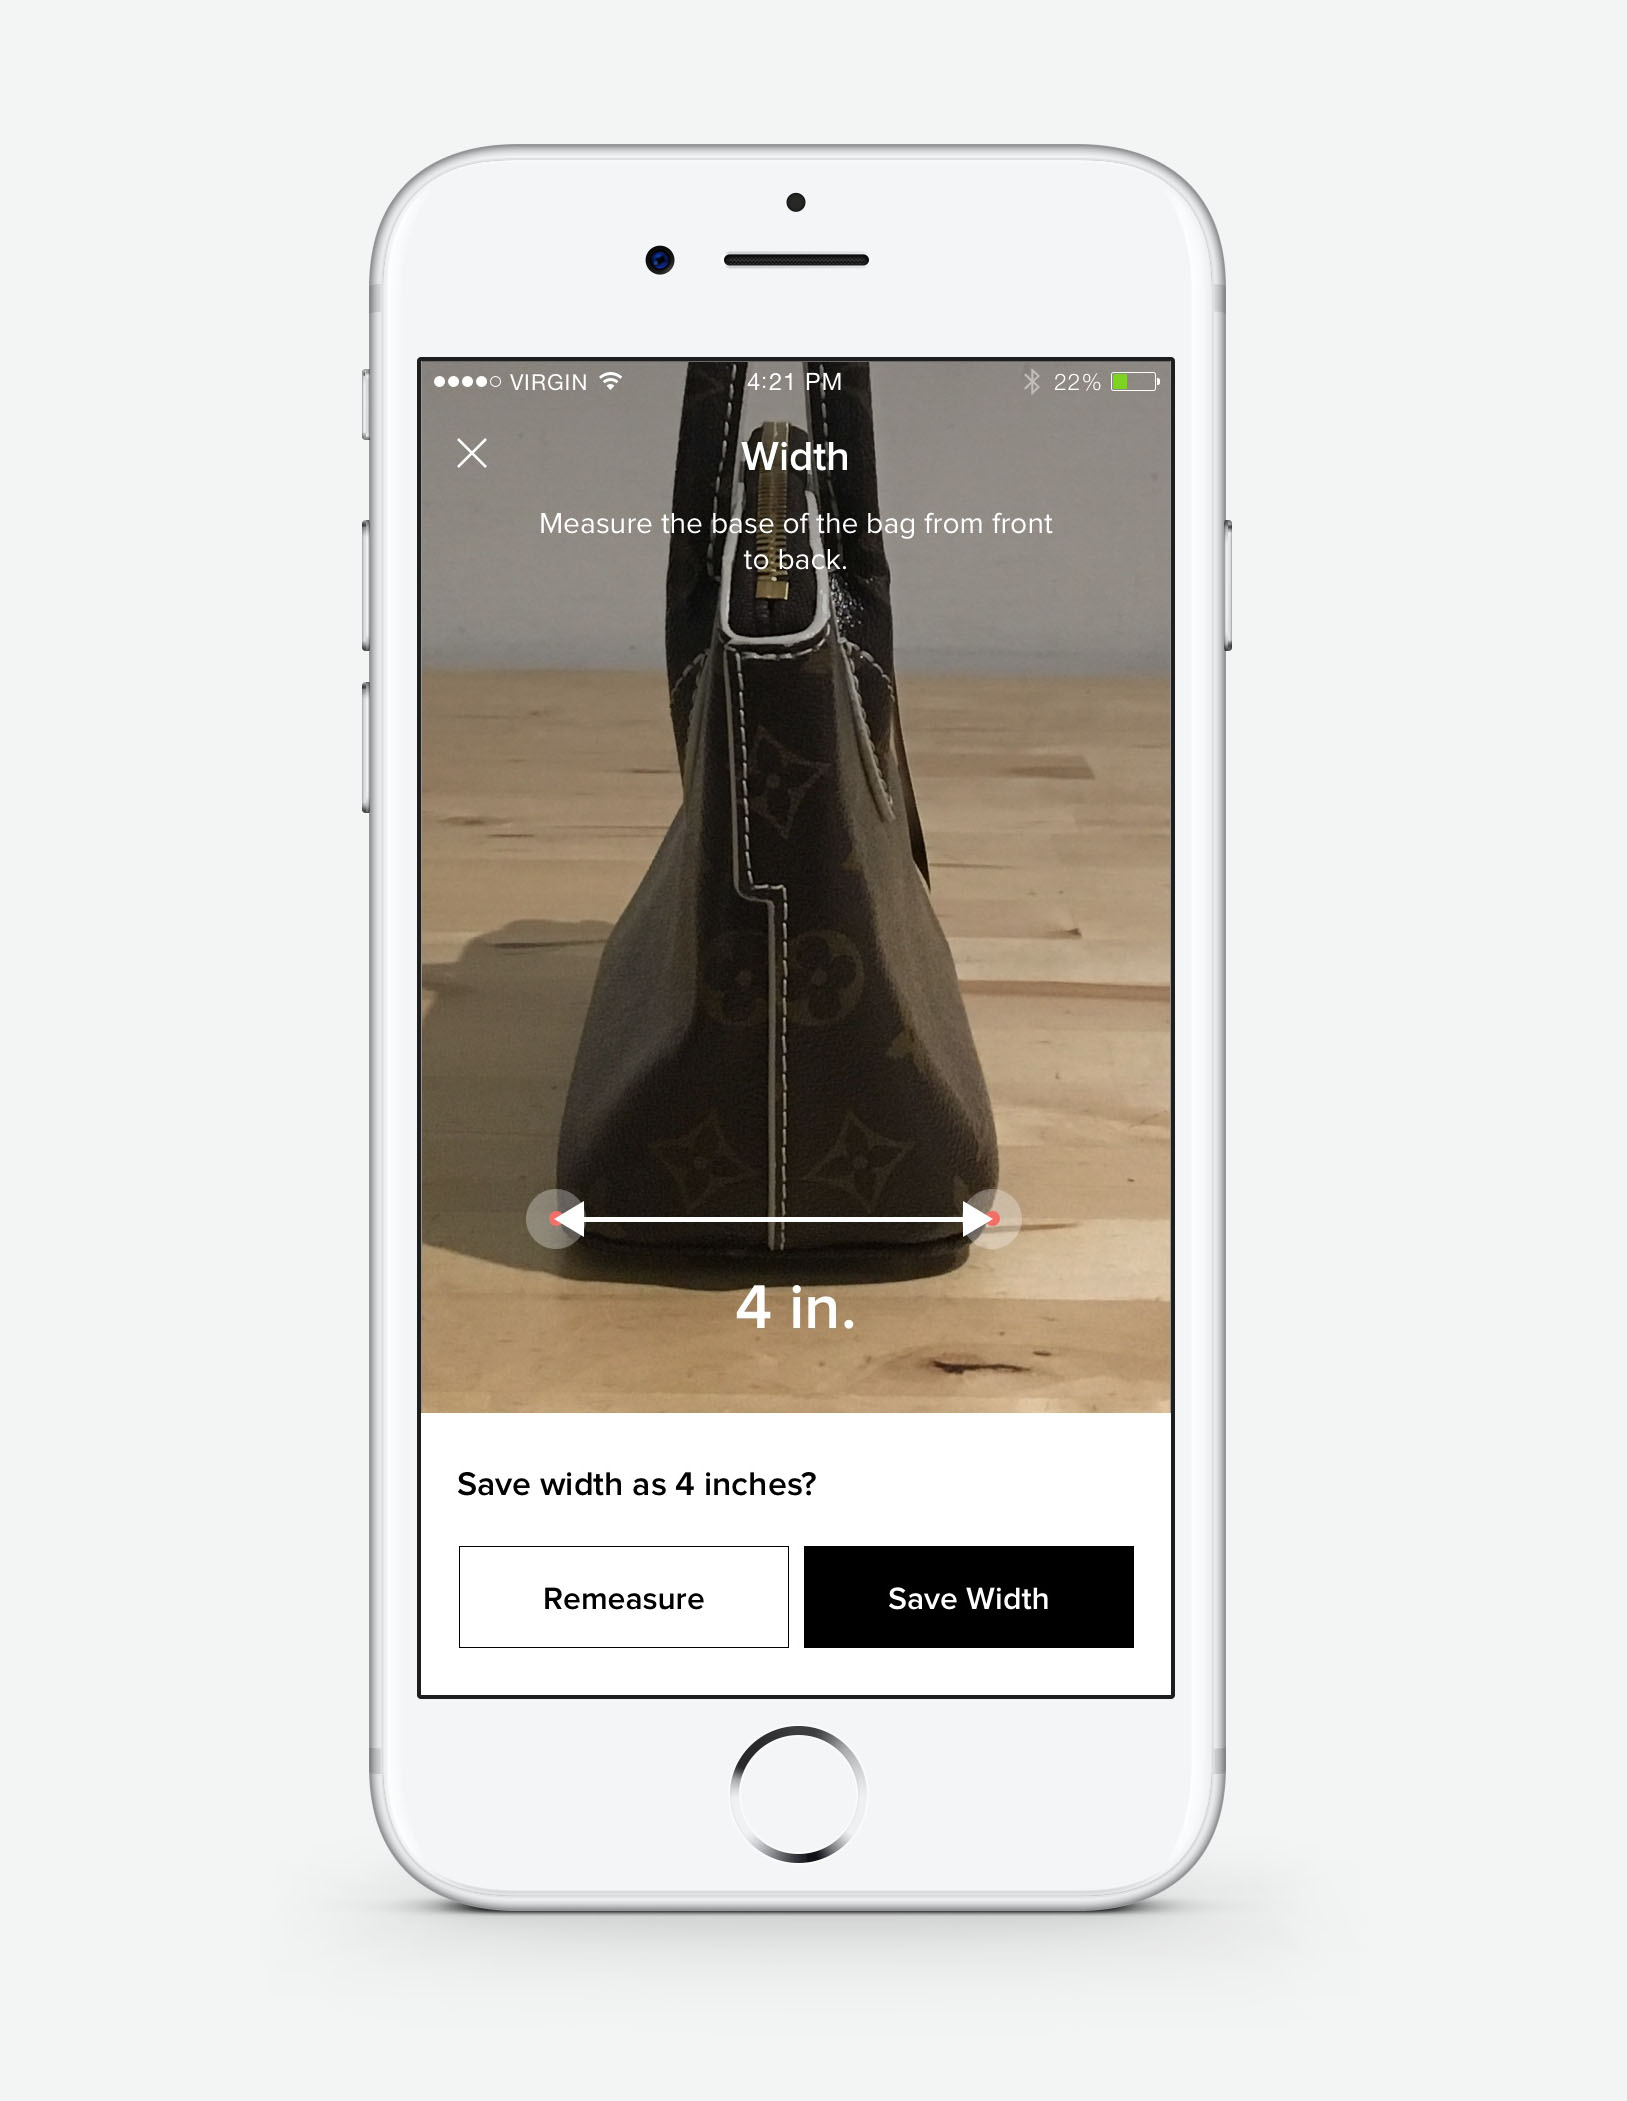 VIRGIN 4:21 PM 22%
Width
Measure the base of the bag from front
to back.
4 in.
Save width as 4 inches?
Remeasure
Save Width